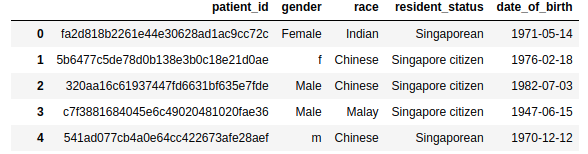 patient_id gender race resident_status date_of_birth
0 fa2d818b2261e44e30628ad1ac9cc72c Female Indian Singaporean 1971-05-14
1 5b6477c5de78d0b138e3b0c18e21d0ae f Chinese Singapore citizen 1976-02-18
2 320aa16c61937447fd6631bf635e7fde Male Chinese Singapore citizen 1982-07-03
3 c7f3881684045e6c49020481020fae36 Male Malay Singapore citizen 1947-06-15
4 541ad077cb4a0e64cc422673afe28aef m Chinese Singaporean 1970-12-12